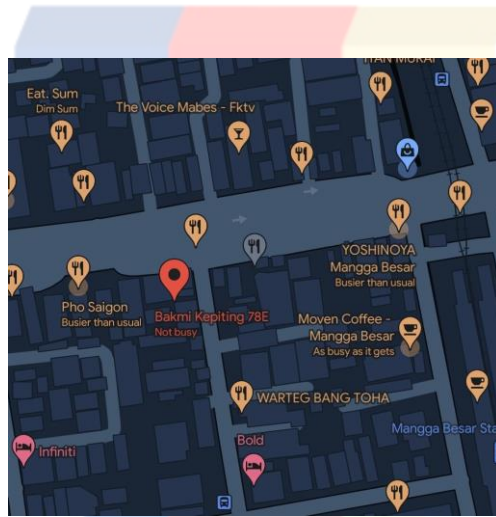 Eat. Sum
Dim Sum
The Voice Mabes - Fktv
YOSHINOYA
Mangga Besar
Busier than usual
Pho Saigon
Busier than usual
Bakmi Kepiting 78E
Not busy
Moven Coffee -
Mangga Besar
As busy as it gets
WARTEG BANG TOHA
Mangga Besar Sta
Bold
Infiniti